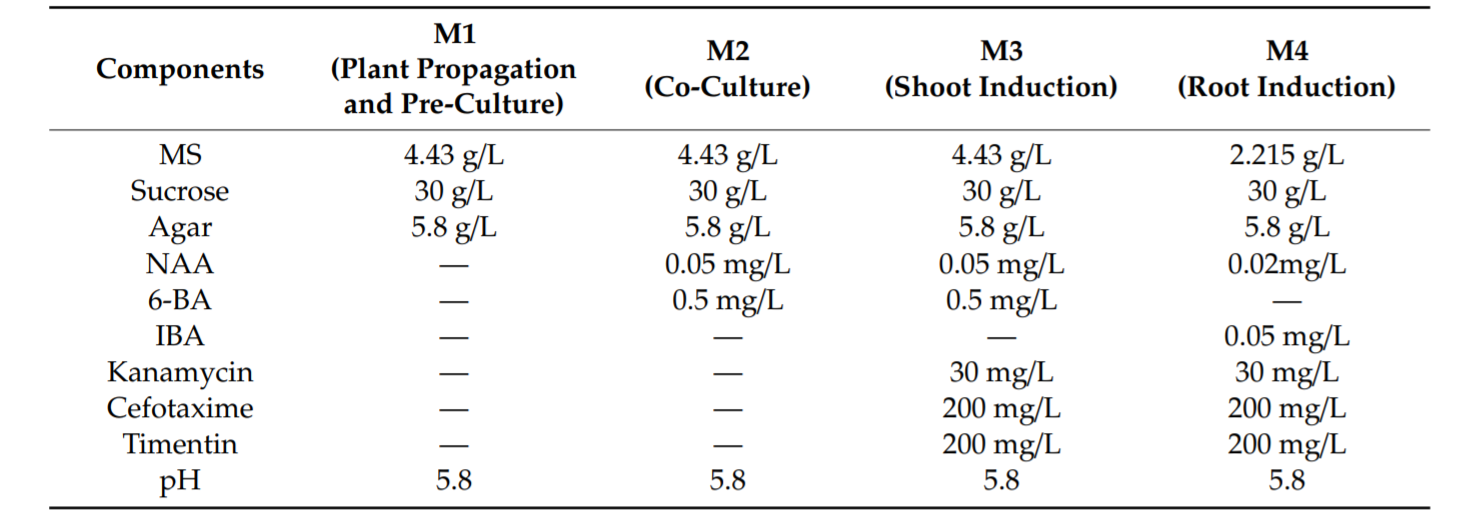 Components M1 (Plant Propagation and Pre-Culture) M2 (Co-Culture) M3 (Shoot Induction) M4 (Root Induction)
MS 4.43 g/L 4.43 g/L 4.43 g/L 2.215 g/L
Sucrose 30 g/L 30 g/L 30 g/L 30 g/L
Agar 5.8 g/L 5.8 g/L 5.8 g/L 5.8 g/L
NAA — 0.05 mg/L 0.05 mg/L 0.02mg/L
6-BA — 0.5 mg/L 0.5 mg/L —
IBA — — — 0.05 mg/L
Kanamycin — — 30 mg/L 30 mg/L
Cefotaxime — — 200 mg/L 200 mg/L
Timentin — — 200 mg/L 200 mg/L
pH 5.8 5.8 5.8 5.8